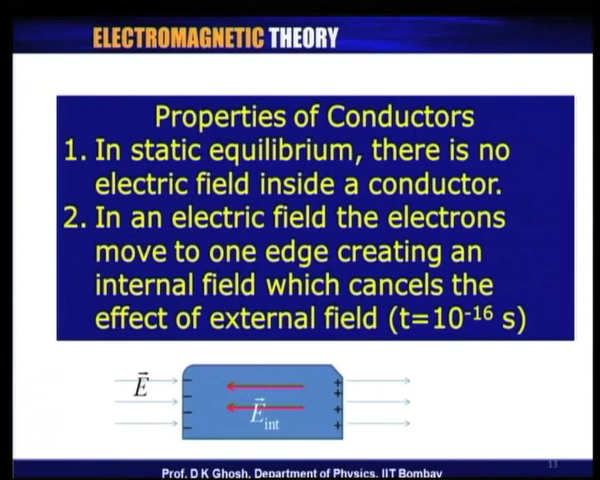 ELECTROMAGNETIC THEORY
Properties of Conductors
1. In static equilibrium, there is no
electric field inside a conductor.
2. In an electric field the electrons
move to one edge creating an
internal field which cancels the
effect of external field (t=10⁻¹⁶ s)
E⃗
E⃗int
13
Prof. D K Ghosh, Department of Physics, IIT Bombay